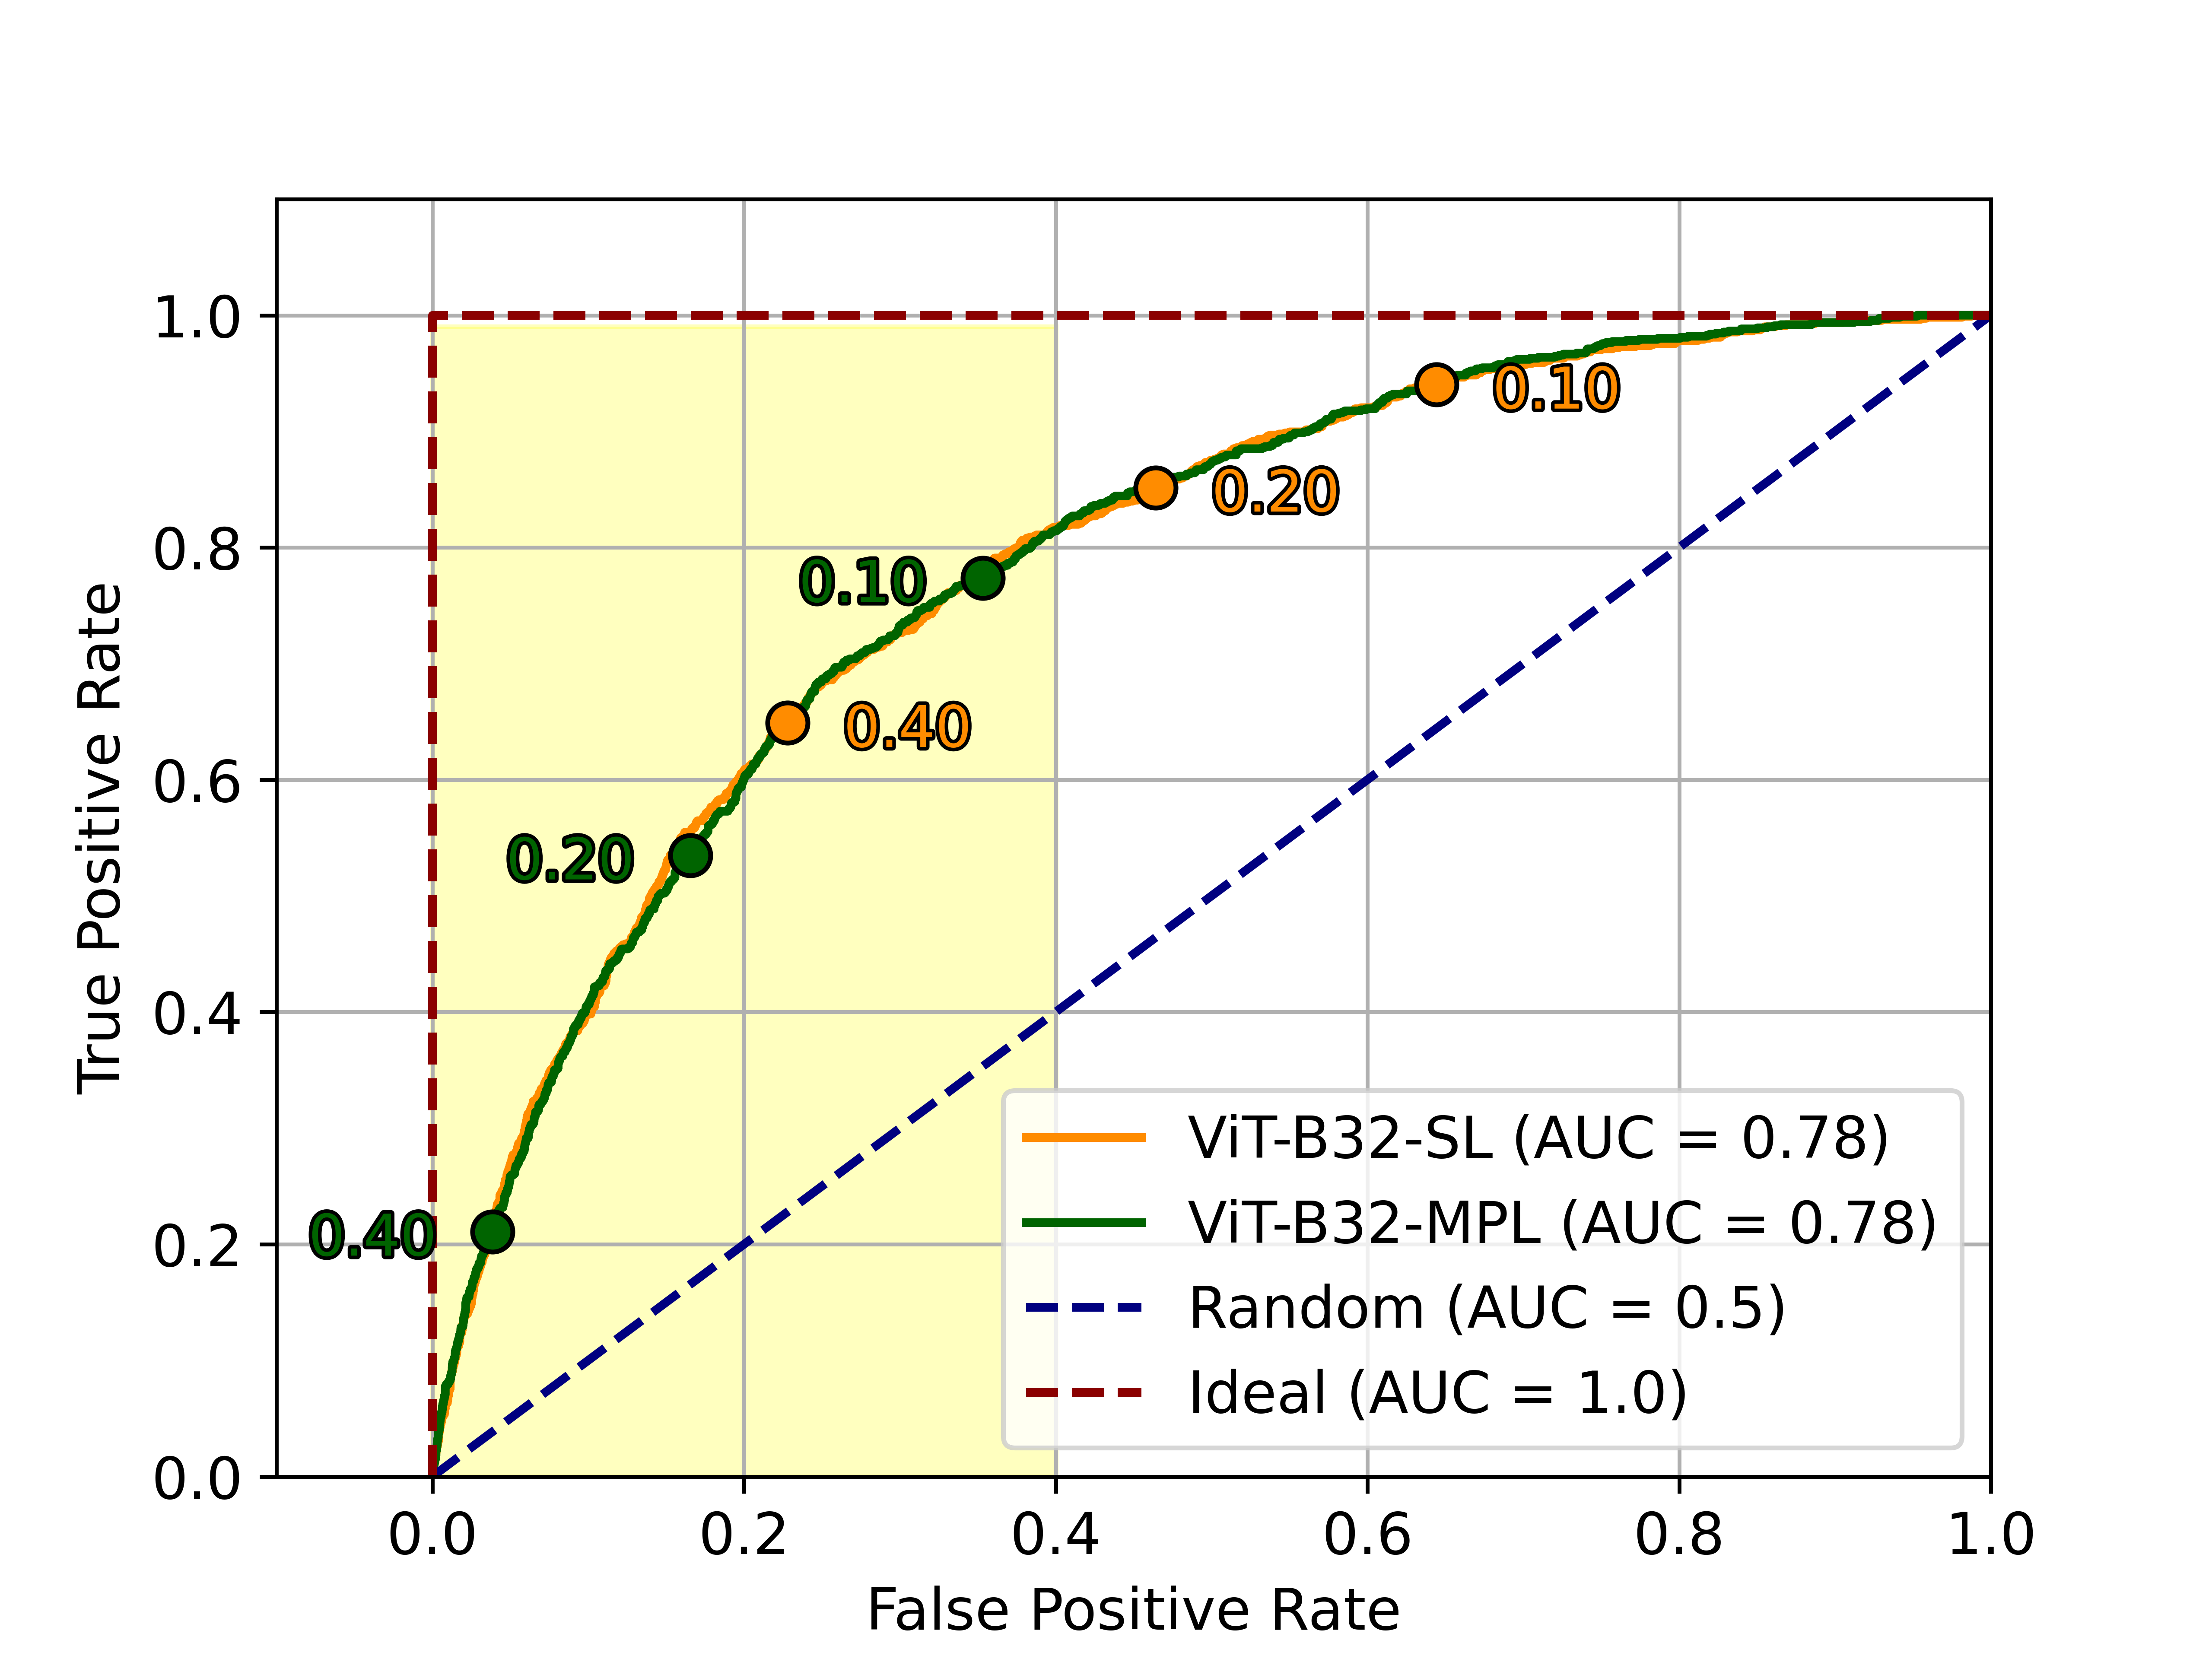 1.0
0.8
0.6
0.4
0.2
0.0
True Positive Rate
0.10
0.20
0.10
0.40
0.20
0.40
ViT-B32-SL (AUC = 0.78)
ViT-B32-MPL (AUC = 0.78)
Random (AUC = 0.5)
Ideal (AUC = 1.0)
0.0 0.2 0.4 0.6 0.8 1.0
False Positive Rate